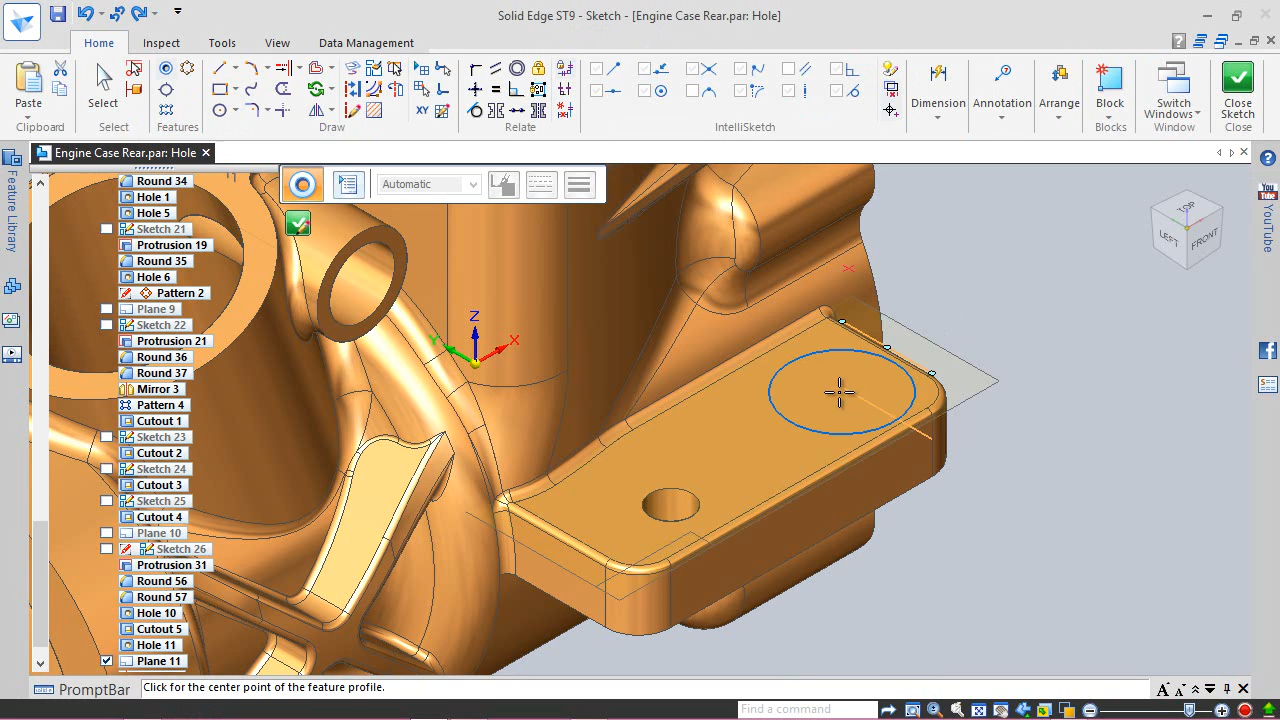 Solid Edge ST9 - Sketch - [Engine Case Rear.par: Hole]
Home Inspect Tools View Data Management
Paste
Select
Dimension Annotation Arrange Block Switch Windows Close Sketch
Clipboard Select Features Draw Relate IntelliSketch Blocks Window Close
Engine Case Rear.par: Hole
Automatic
Feature Library
YouTube
Round 34
Hole 1
Hole 5
Sketch 21
Protrusion 19
Round 35
Hole 6
Pattern 2
Plane 9
Sketch 22
Protrusion 21
Round 36
Round 37
Mirror 3
Pattern 4
Cutout 1
Sketch 23
Cutout 2
Sketch 24
Cutout 3
Sketch 25
Cutout 4
Plane 10
Sketch 26
Protrusion 31
Round 56
Round 57
Hole 10
Cutout 5
Hole 11
Plane 11
Z
Y
X
TOP
LEFT FRONT
PromptBar Click for the center point of the feature profile.
Find a command